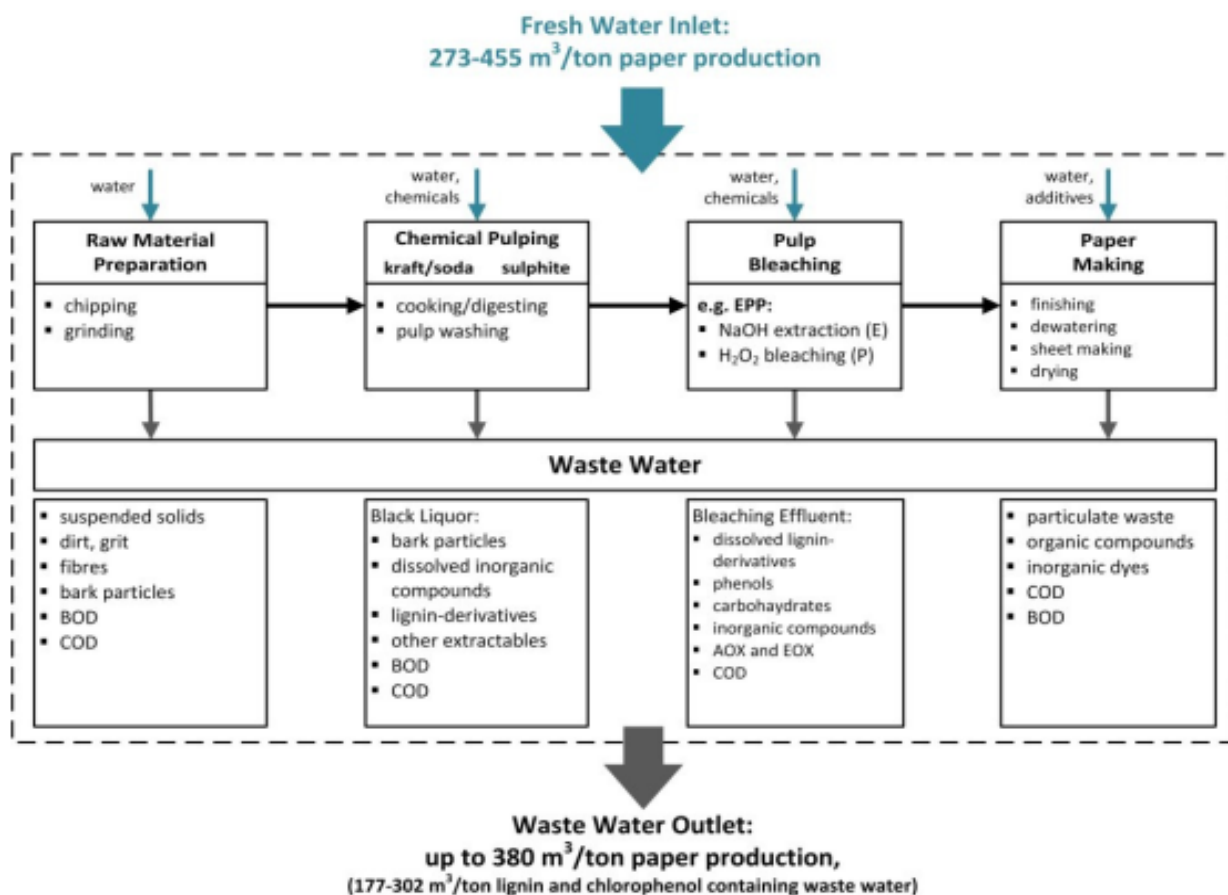 Fresh Water Inlet:
273-455 m³/ton paper production
water
water,
chemicals
water,
chemicals
water,
additives
Raw Material
Preparation
▪ chipping
▪ grinding
Chemical Pulping
kraft/soda sulphite
▪ cooking/digesting
▪ pulp washing
Pulp
Bleaching
e.g. EPP:
▪ NaOH extraction (E)
▪ H₂O₂ bleaching (P)
Paper
Making
▪ finishing
▪ dewatering
▪ sheet making
▪ drying
Waste Water
▪ suspended solids
▪ dirt, grit
▪ fibres
▪ bark particles
▪ BOD
▪ COD
Black Liquor:
▪ bark particles
▪ dissolved inorganic
compounds
▪ lignin-derivatives
▪ other extractables
▪ BOD
▪ COD
Bleaching Effluent:
▪ dissolved lignin-
derivatives
▪ phenols
▪ carbohaydrates
▪ inorganic compounds
▪ AOX and EOX
▪ COD
▪ particulate waste
▪ organic compounds
▪ inorganic dyes
▪ COD
▪ BOD
Waste Water Outlet:
up to 380 m³/ton paper production,
(177-302 m³/ton lignin and chlorophenol containing waste water)